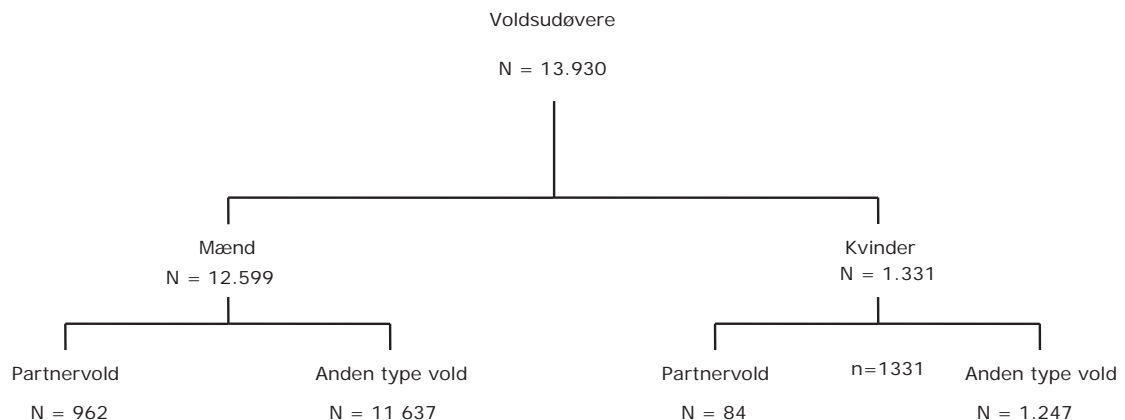 Voldsudøvere
N = 13.930
Mænd
N = 12.599
Kvinder
N = 1.331
Partnervold
N = 962
Anden type vold
N = 11 637
Partnervold
N = 84
n=1331
Anden type vold
N = 1.247